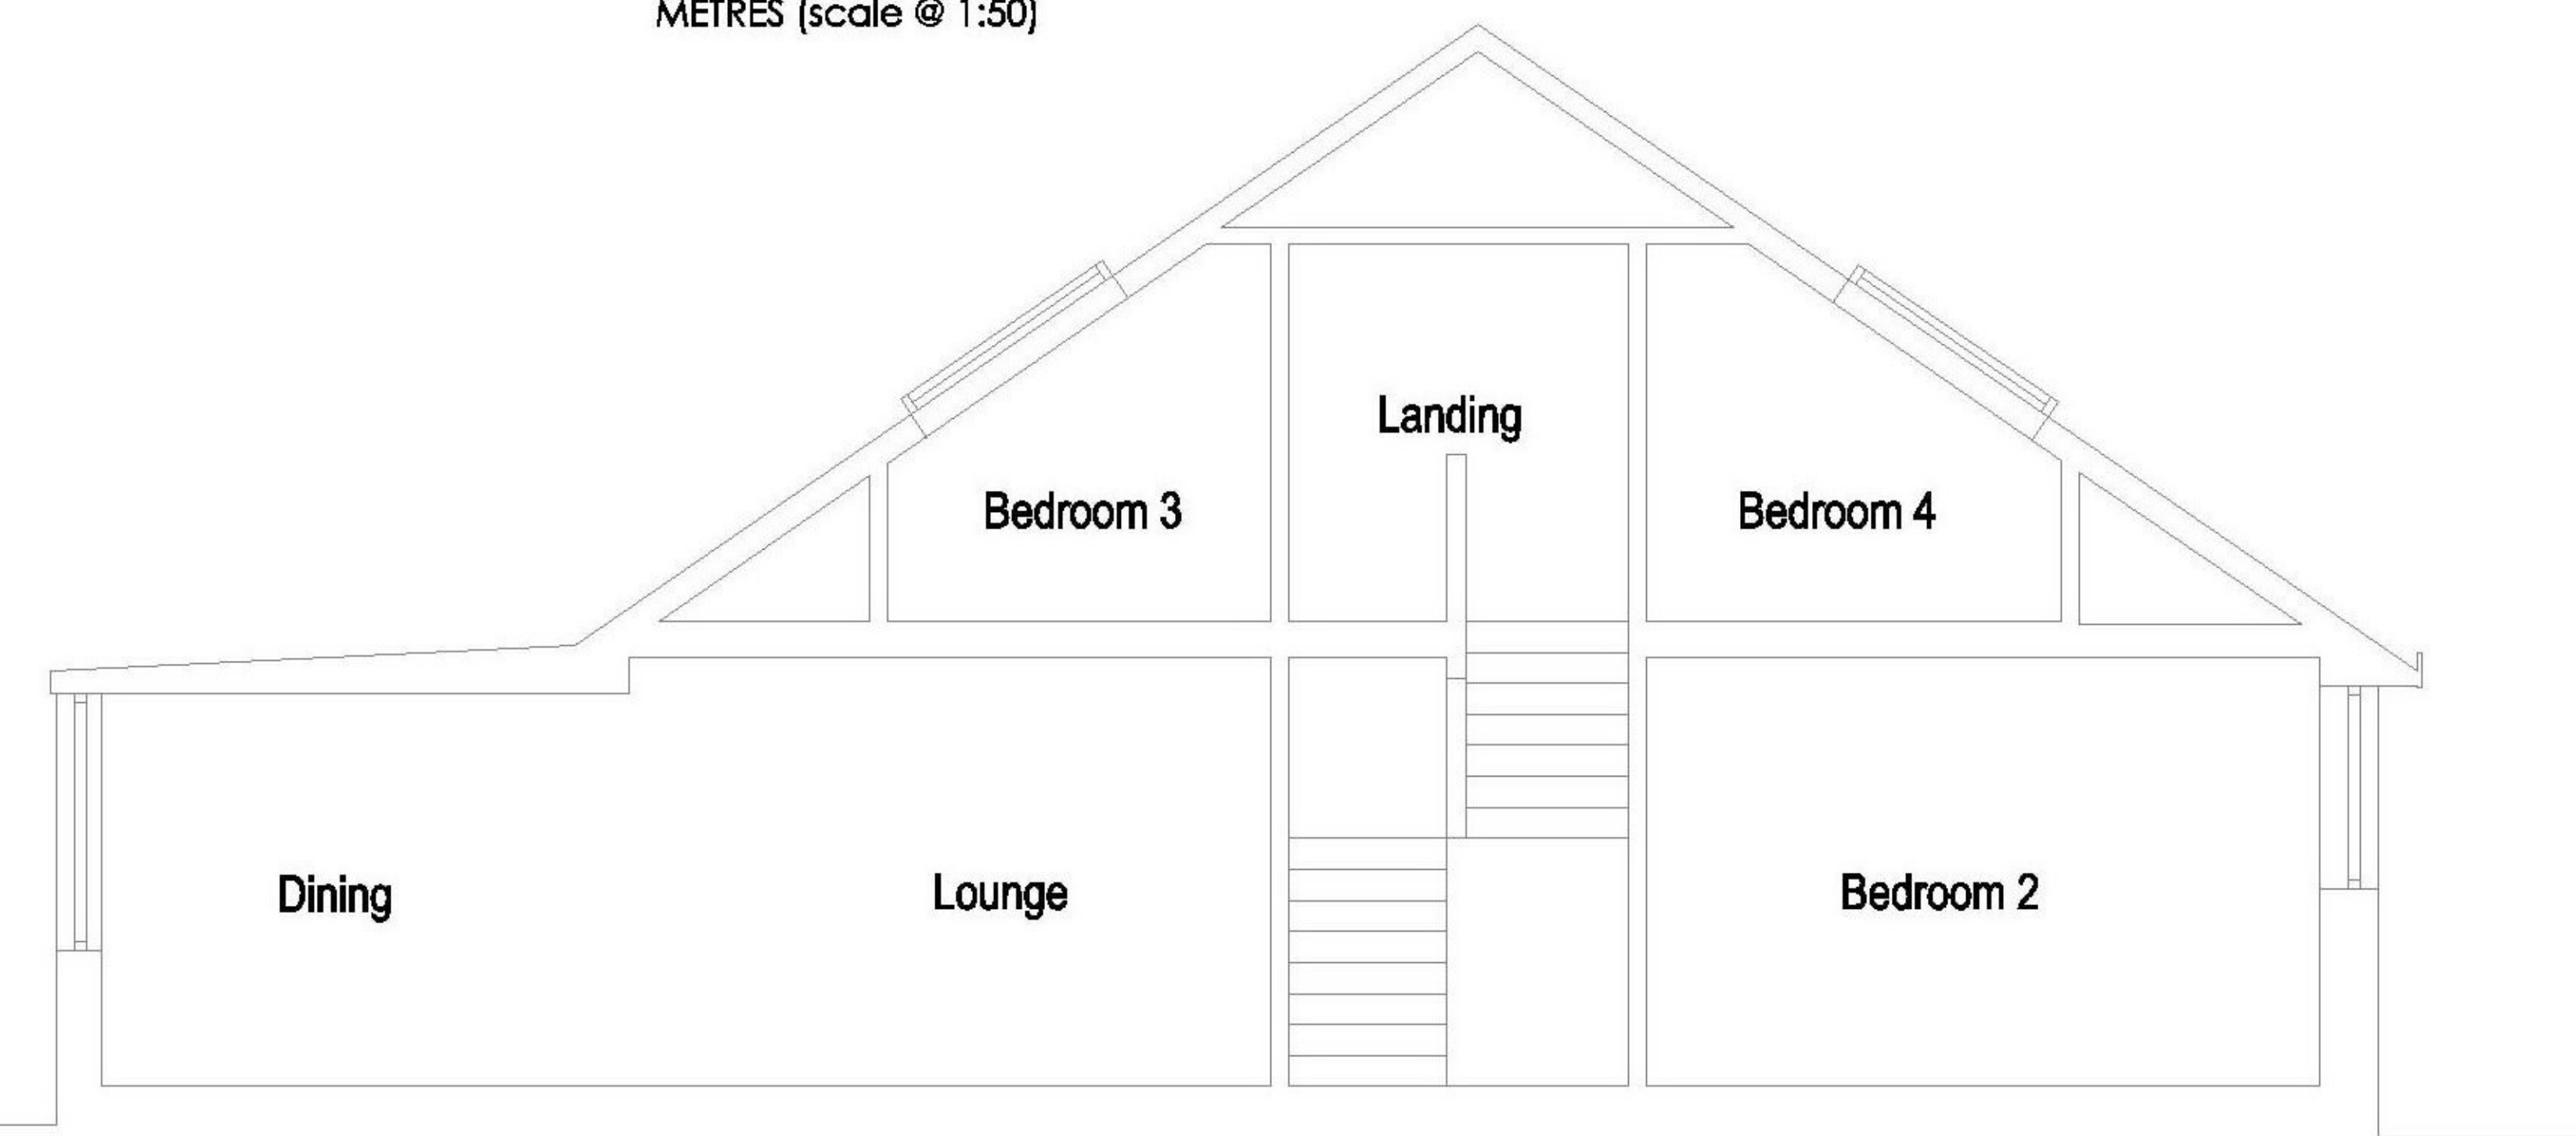 METRES (scale @ 1:50)
Landing
Bedroom 3
Bedroom 4
Dining
Lounge
Bedroom 2